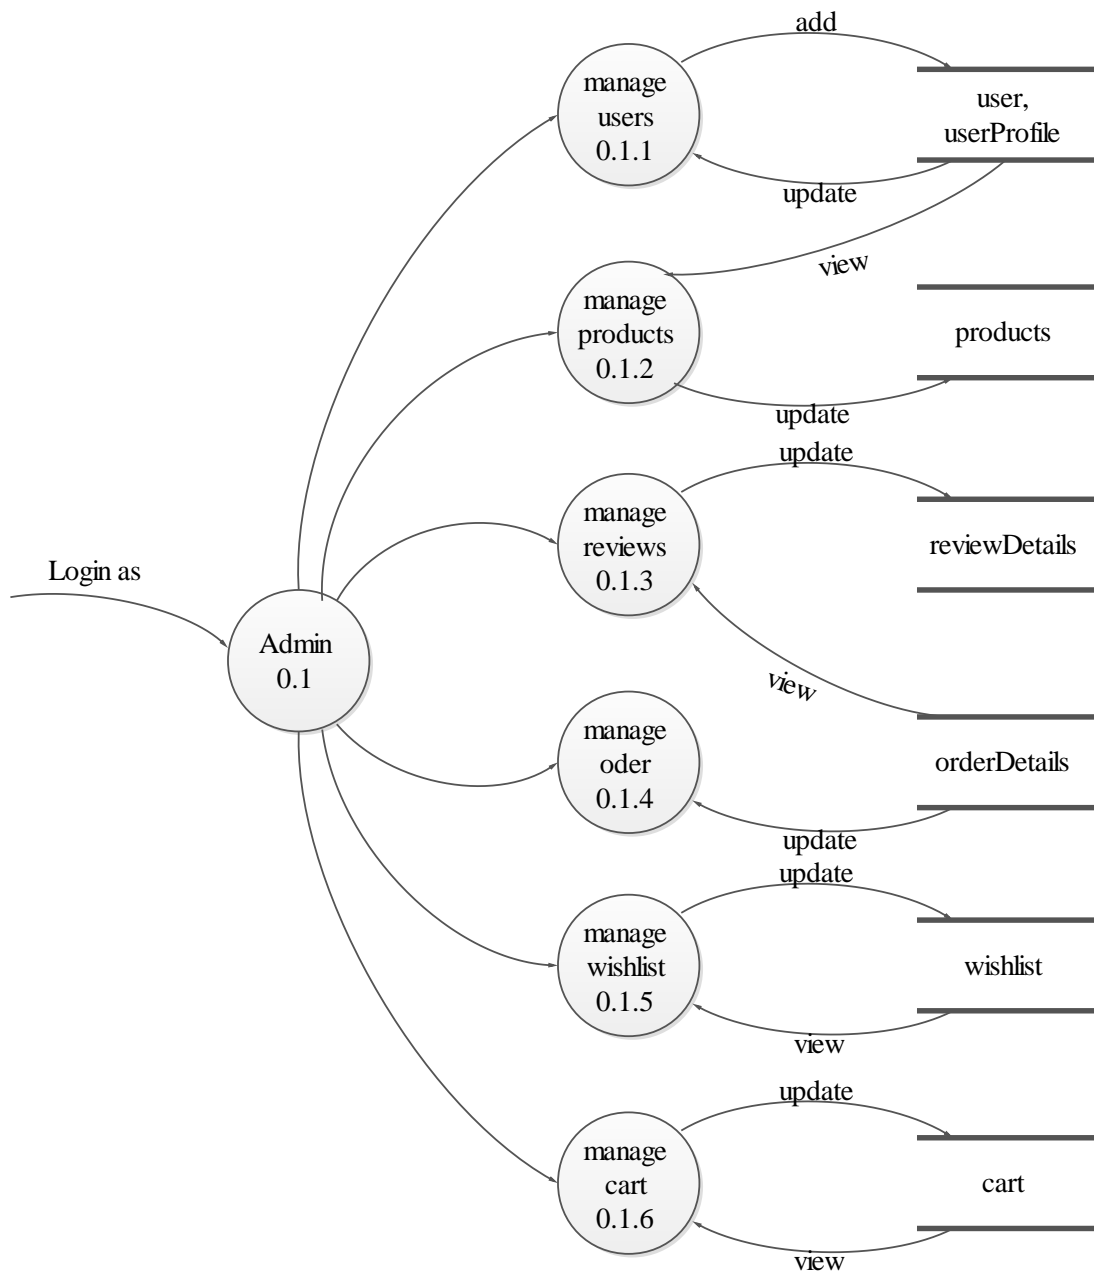 add
manage
users
0.1.1
user,
userProfile
update
view
manage
products
0.1.2
products
update
update
manage
reviews
0.1.3
reviewDetails
Login as
Admin
0.1
view
manage
oder
0.1.4
orderDetails
update
update
manage
wishlist
0.1.5
wishlist
view
update
manage
cart
0.1.6
cart
view